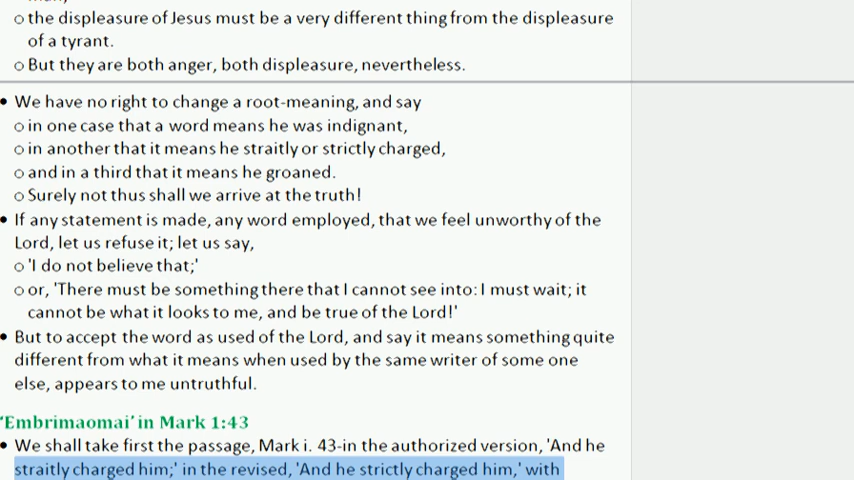 ○ the displeasure of Jesus must be a very different thing from the displeasure
of a tyrant.
○ But they are both anger, both displeasure, nevertheless.
• We have no right to change a root-meaning, and say
○ in one case that a word means he was indignant,
○ in another that it means he straitly or strictly charged,
○ and in a third that it means he groaned.
○ Surely not thus shall we arrive at the truth!
• If any statement is made, any word employed, that we feel unworthy of the
Lord, let us refuse it; let us say,
○ 'I do not believe that;'
○ or, 'There must be something there that I cannot see into: I must wait; it
cannot be what it looks to me, and be true of the Lord!'
• But to accept the word as used of the Lord, and say it means something quite
different from what it means when used by the same writer of some one
else, appears to me untruthful.
'Embrimaomai' in Mark 1:43
• We shall take first the passage, Mark i. 43-in the authorized version, 'And he
straitly charged him;' in the revised, 'And he strictly charged him,' with